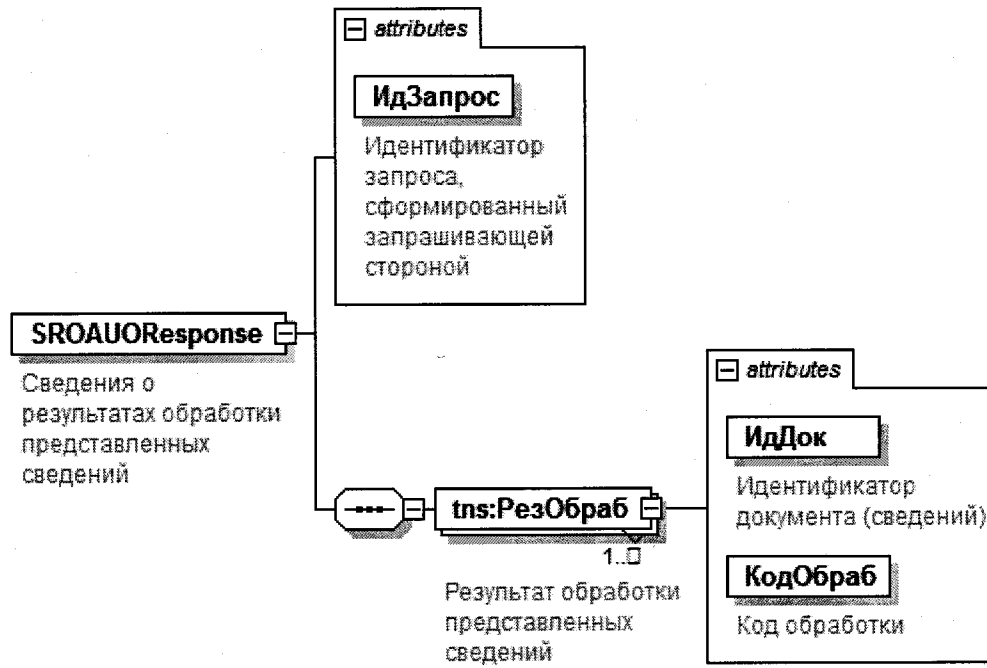 attributes
ИдЗапрос
Идентификатор
запроса,
сформированный
запрашивающей
стороной
SROAUOResponse
Сведения о
результатах обработки
представленных
сведений
attributes
ИдДок
Идентификатор
документа (сведений)
КодОбраб
Код обработки
tns:РезОбраб
1..
Результат обработки
представленных
сведений